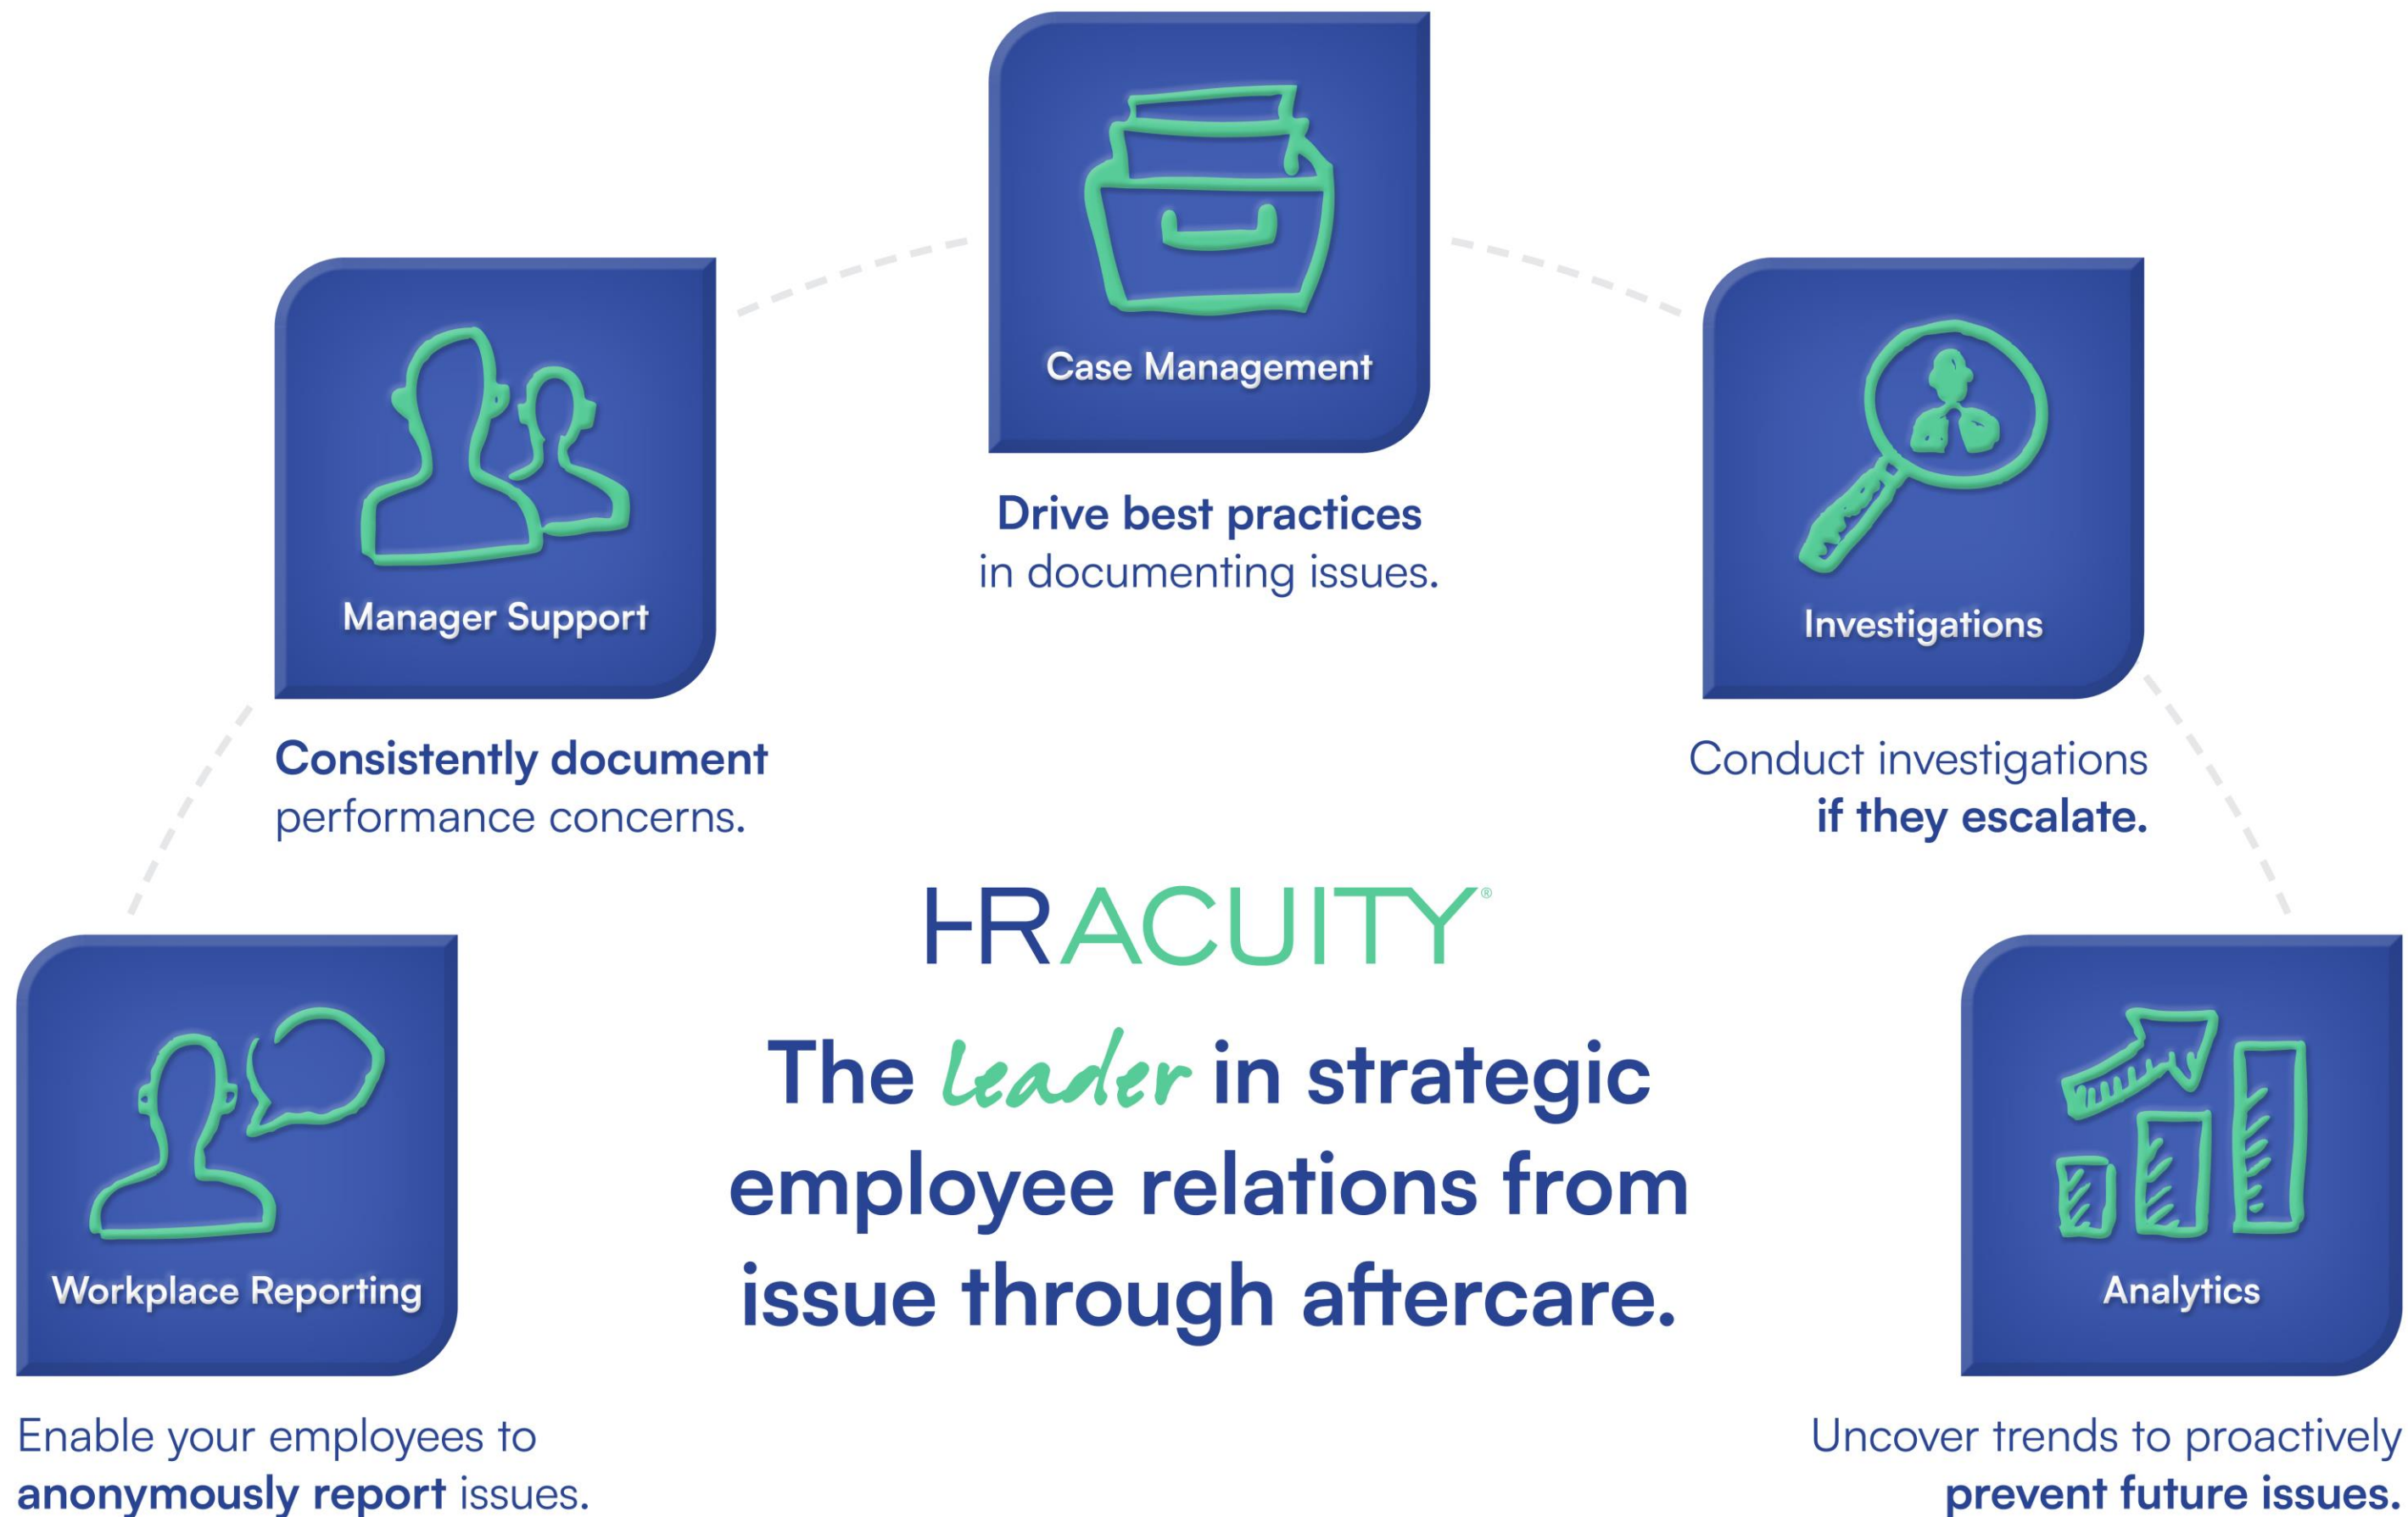 Case Management
Drive best practices
in documenting issues.
Manager Support
Consistently document
performance concerns.
Investigations
Conduct investigations
if they escalate.
HRACUITY®
The leader in strategic
employee relations from
issue through aftercare.
Workplace Reporting
Enable your employees to
anonymously report issues.
Analytics
Uncover trends to proactively
prevent future issues.